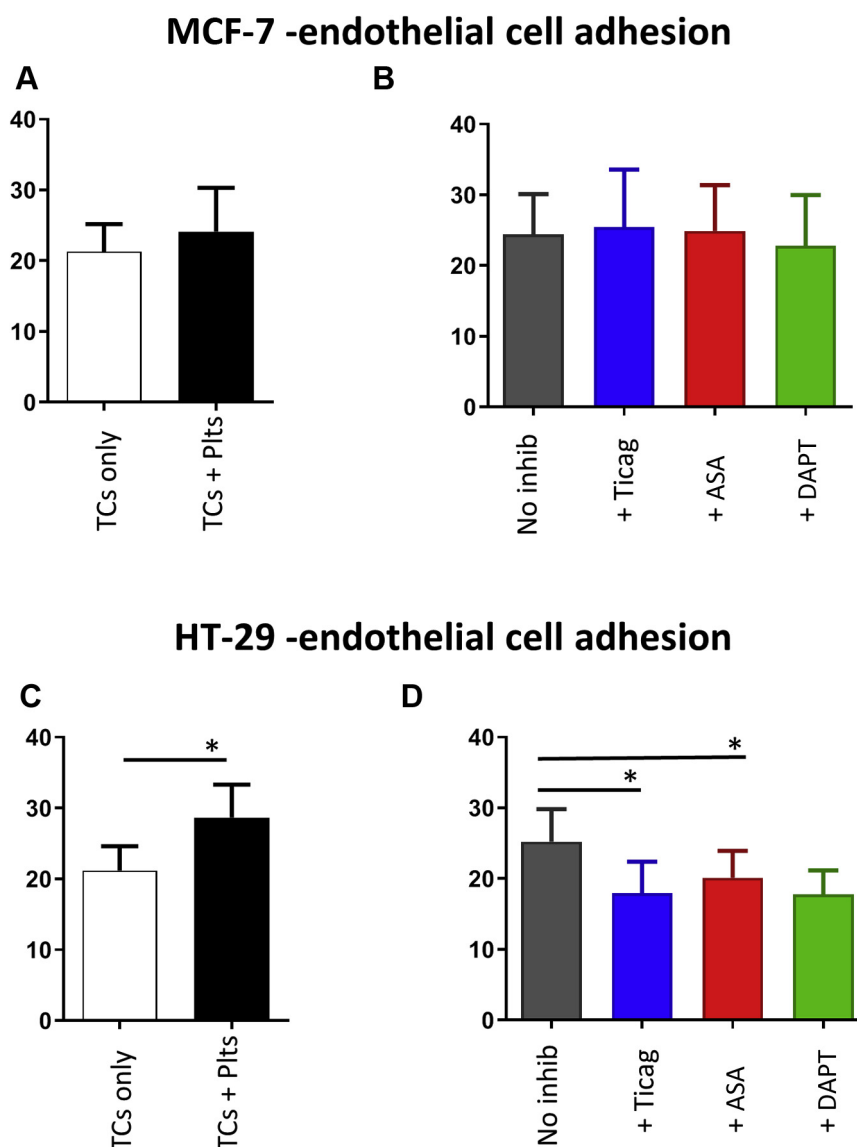 MCF-7 -endothelial cell adhesion
A
40
30
20
10
0
TCs only
TCs + Plts
B
40
30
20
10
0
No inhib
+ Ticag
+ ASA
+ DAPT
HT-29 -endothelial cell adhesion
C
40
30
20
10
0
*
TCs only
TCs + Plts
D
40
30
20
10
0
*
*
No inhib
+ Ticag
+ ASA
+ DAPT